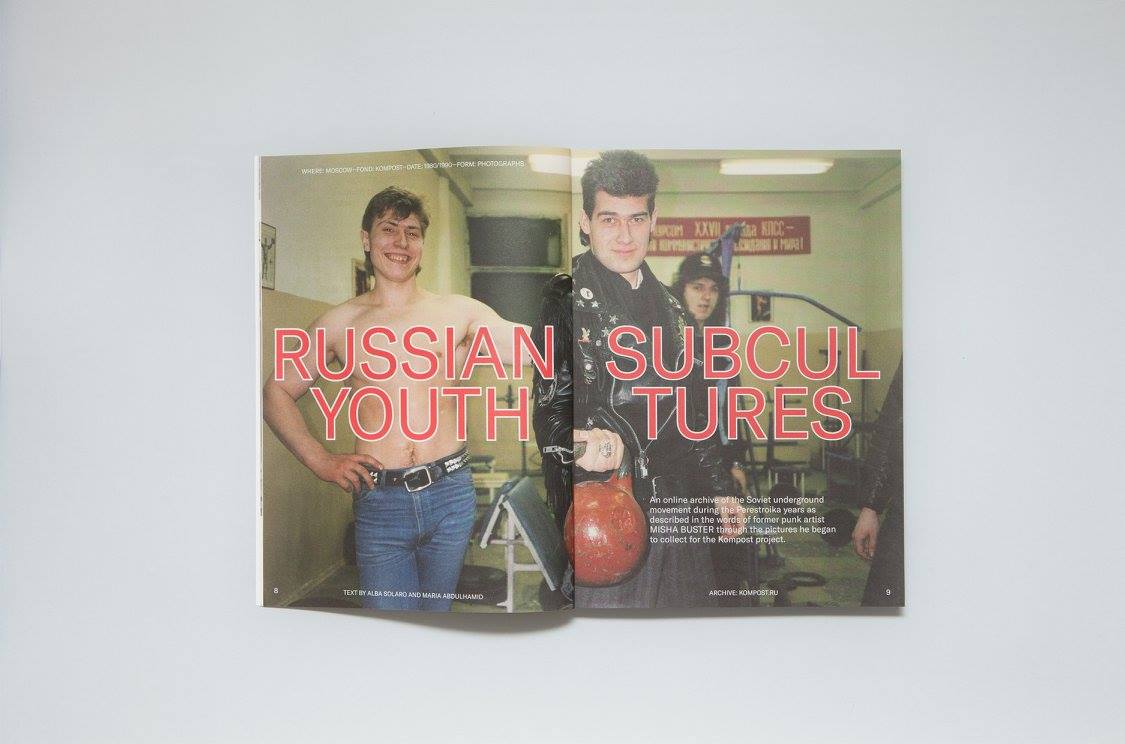 WHERE: MOSCOW—FOND: KOMPOST—DATE: 1980/1990—FORM: PHOTOGRAPHS
XXVII КПСС—
И МИРА!
RUSSIAN
YOUTH
SUBCUL
TURES
An online archive of the Soviet underground
movement during the Perestroika years as
described in the words of former punk artist
MISHA BUSTER through the pictures he began
to collect for the Kompost project.
8
TEXT BY ALBA SOLARO AND MARIA ABDULHAMID
ARCHIVE: KOMPOST.RU
9